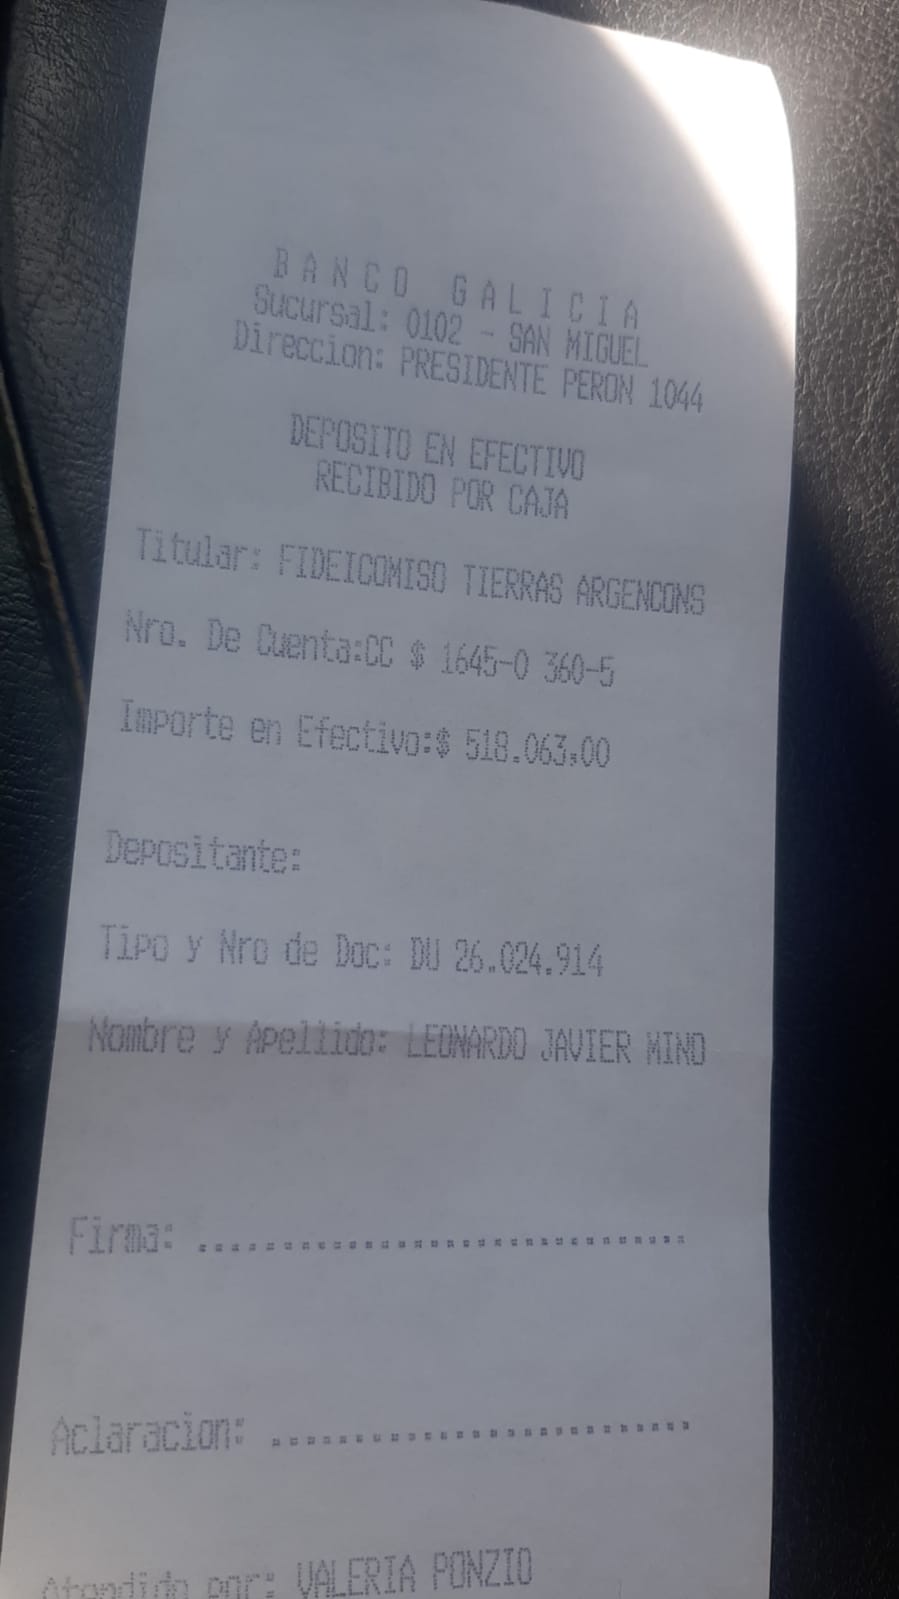 BANCO GALICIA
Sucursal: 0102 - SAN MIGUEL
Direccion: PRESIDENTE PERON 1044
DEPOSITO EN EFECTIVO
RECIBIDO POR CAJA
Titular: FIDEICOMISO TIERRAS ARGENCONS
Nro. De Cuenta:CC $ 1645-0 360-5
Importe en Efectivo:$ 518.063,00
Depositante:
Tipo y Nro de Doc: DU 26.024.914
Nombre y Apellido: LEONARDO JAVIER MINO
Firma: ..............................
Aclaracion: ..........................
Atendido por: VALERIA PONZIO